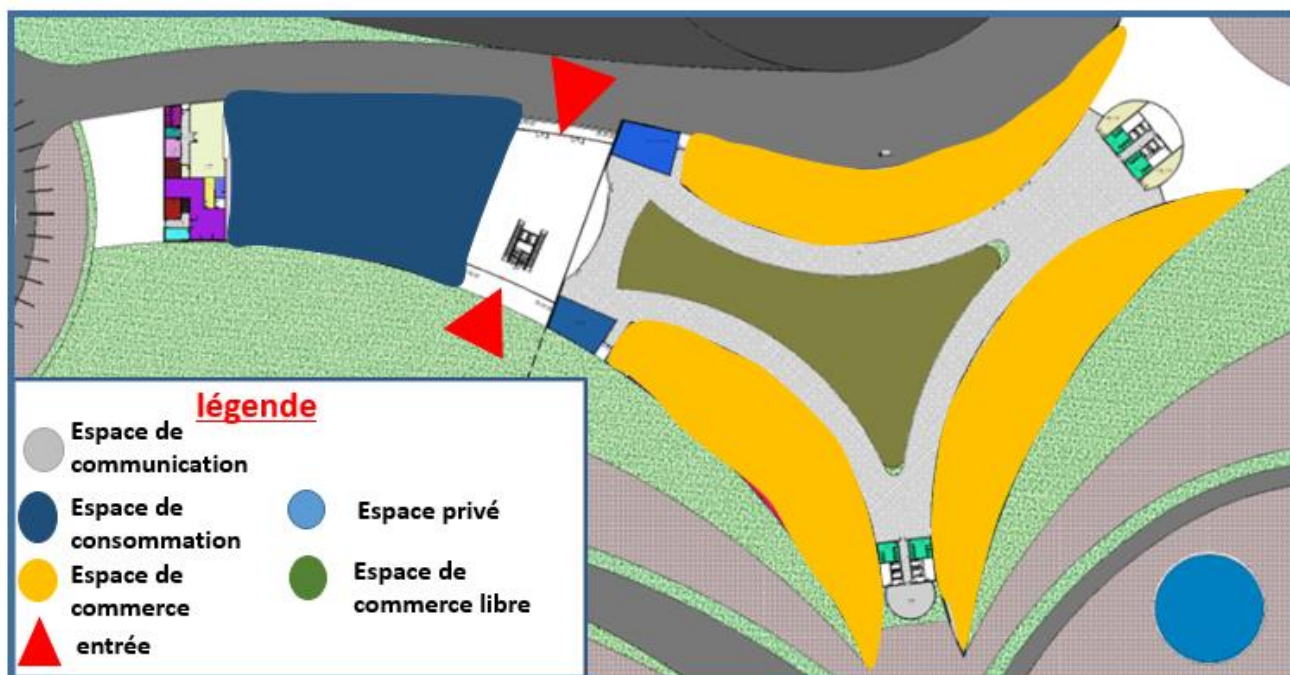 légende
Espace de
communication
Espace de
consommation
Espace privé
Espace de
commerce
Espace de
commerce libre
entrée